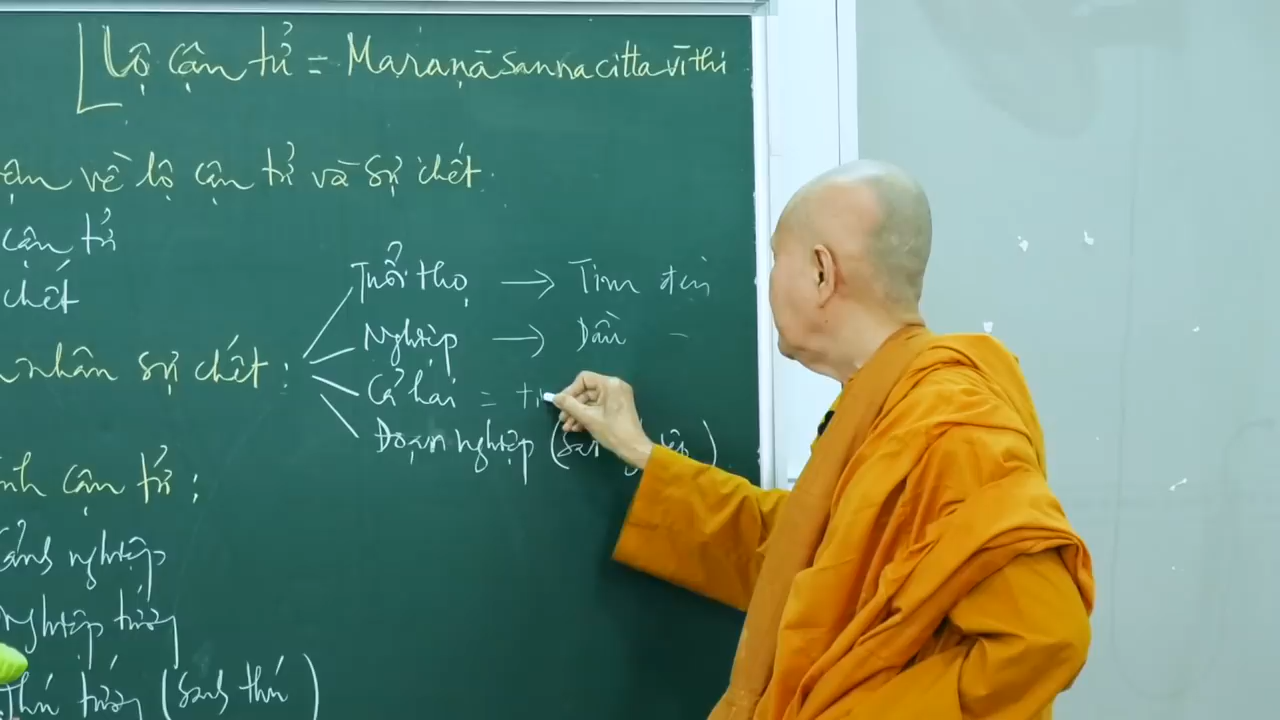 Lộ cận tử = Maraṇāsannacittavīthi
về lộ cận tử và sự chết
cận tử
chết
Tuổi thọ → Tim đèn
nhân sự chết :
Nghiệp → Dầu -
Cả hai =
Đoạn nghiệp (
cận tử :
nghiệp
nghiệp tướng
Thú tướng (Sanh thú)